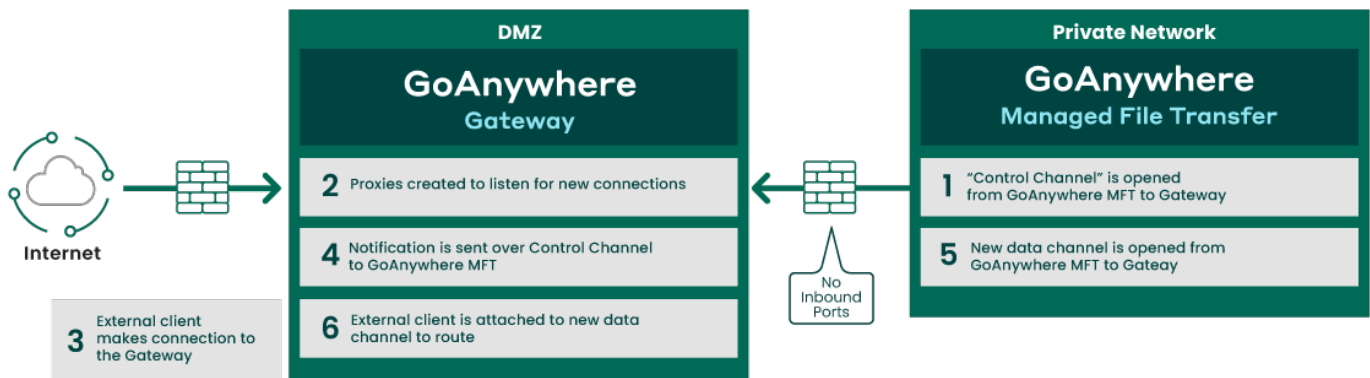 DMZ
GoAnywhere
Gateway
2 Proxies created to listen for new connections
4 Notification is sent over Control Channel
to GoAnywhere MFT
6 External client is attached to new data
channel to route
Private Network
GoAnywhere
Managed File Transfer
1 “Control Channel” is opened
from GoAnywhere MFT to Gateway
5 New data channel is opened from
GoAnywhere MFT to Gateay
Internet
3 External client
makes connection to
the Gateway
No
Inbound
Ports